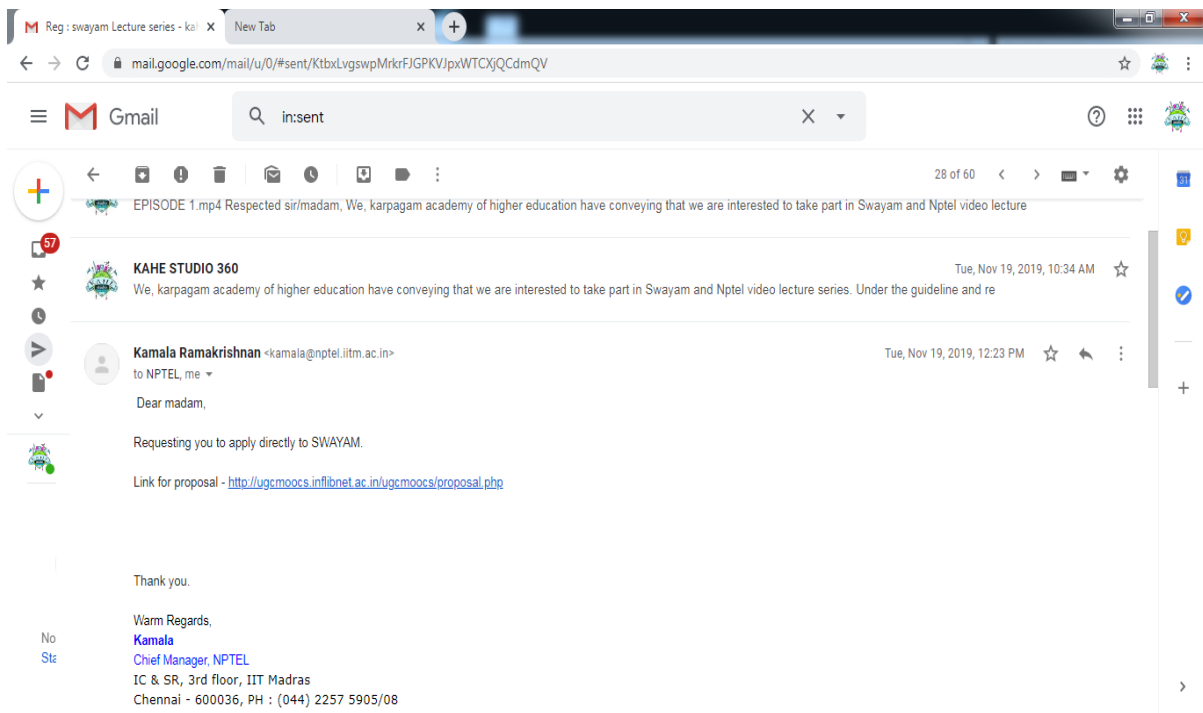 Reg : swayam Lecture series - kah
New Tab
mail.google.com/mail/u/0/#sent/KtbxLvgswpMrkrFJGPKVJpxWTCXjQCdmQV
Gmail
in:sent
28 of 60
31
EPISODE 1.mp4 Respected sir/madam, We, karpagam academy of higher education have conveying that we are interested to take part in Swayam and Nptel video lecture
57
KAHE STUDIO 360
Tue, Nov 19, 2019, 10:34 AM
We, karpagam academy of higher education have conveying that we are interested to take part in Swayam and Nptel video lecture series. Under the guideline and re
Kamala Ramakrishnan <kamala@nptel.iitm.ac.in>
Tue, Nov 19, 2019, 12:23 PM
to NPTEL, me
Dear madam,
Requesting you to apply directly to SWAYAM.
Link for proposal - http://ugcmoocs.inflibnet.ac.in/ugcmoocs/proposal.php
Thank you.
Warm Regards,
No
Kamala
Sta
Chief Manager, NPTEL
IC & SR, 3rd floor, IIT Madras
Chennai - 600036, PH : (044) 2257 5905/08